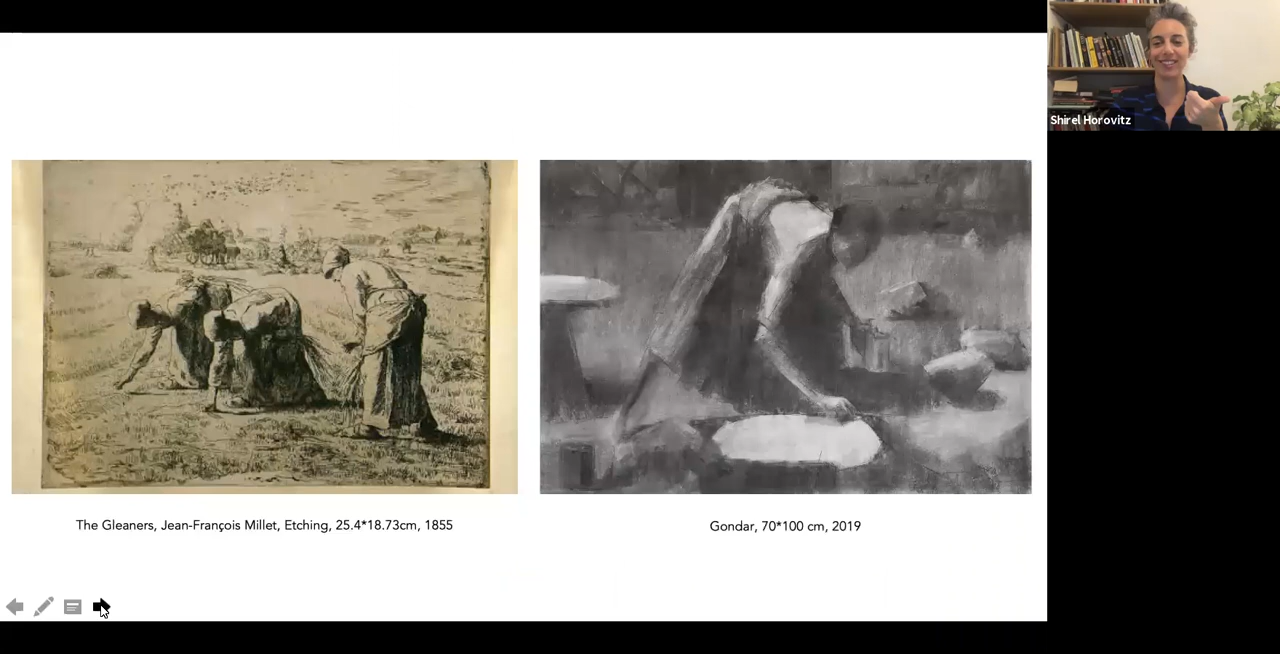 Shirel Horovitz
The Gleaners, Jean-François Millet, Etching, 25.4*18.73cm, 1855
Gondar, 70*100 cm, 2019